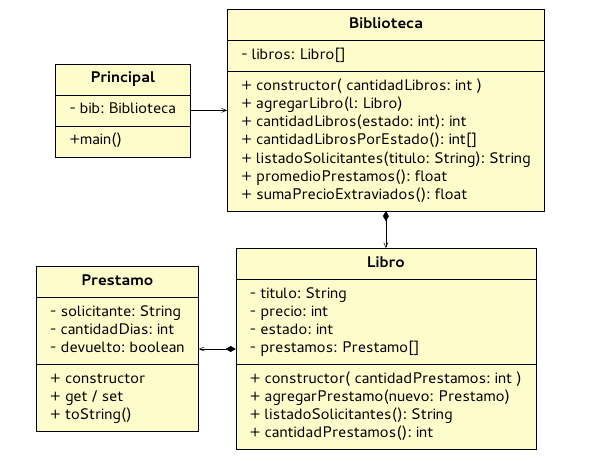 Principal
- bib: Biblioteca
+main()
Biblioteca
- libros: Libro[]
+ constructor( cantidadLibros: int )
+ agregarLibro(l: Libro)
+ cantidadLibros(estado: int): int
+ cantidadLibrosPorEstado(): int[]
+ listadoSolicitantes(titulo: String): String
+ promedioPrestamos(): float
+ sumaPrecioExtraviados(): float
Prestamo
- solicitante: String
- cantidadDias: int
- devuelto: boolean
+ constructor
+ get / set
+ toString()
Libro
- titulo: String
- precio: int
- estado: int
- prestamos: Prestamo[]
+ constructor( cantidadPrestamos: int )
+ agregarPrestamo(nuevo: Prestamo)
+ listadoSolicitantes(): String
+ cantidadPrestamos(): int